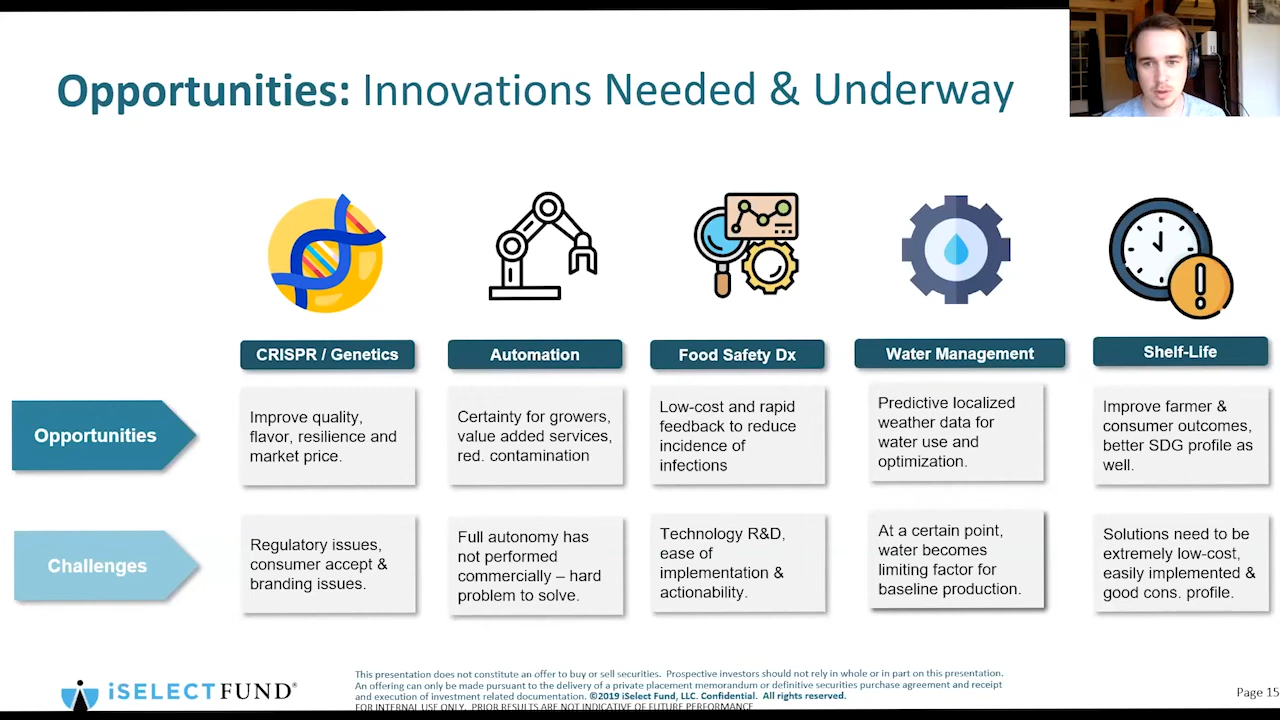 Opportunities: Innovations Needed & Underway
CRISPR / Genetics
Automation
Food Safety Dx
Water Management
Shelf-Life
Opportunities
Improve quality,
flavor, resilience and
market price.
Certainty for growers,
value added services,
red. contamination
Low-cost and rapid
feedback to reduce
incidence of
infections
Predictive localized
weather data for
water use and
optimization.
Improve farmer &
consumer outcomes,
better SDG profile as
well.
Challenges
Regulatory issues,
consumer accept &
branding issues.
Full autonomy has
not performed
commercially – hard
problem to solve.
Technology R&D,
ease of
implementation &
actionability.
At a certain point,
water becomes
limiting factor for
baseline production.
Solutions need to be
extremely low-cost,
easily implemented &
good cons. profile.
iSELECTFUND®
This presentation does not constitute an offer to buy or sell securities. Prospective investors should not rely in whole or in part on this presentation.
An offering can only be made pursuant to the delivery of a private placement memorandum or definitive securities purchase agreement and receipt
and execution of investment related documentation. ©2019 iSelect Fund, LLC. Confidential. All rights reserved.
FOR INTERNAL USE ONLY. PRIOR RESULTS ARE NOT INDICATIVE OF FUTURE PERFORMANCE
Page 15